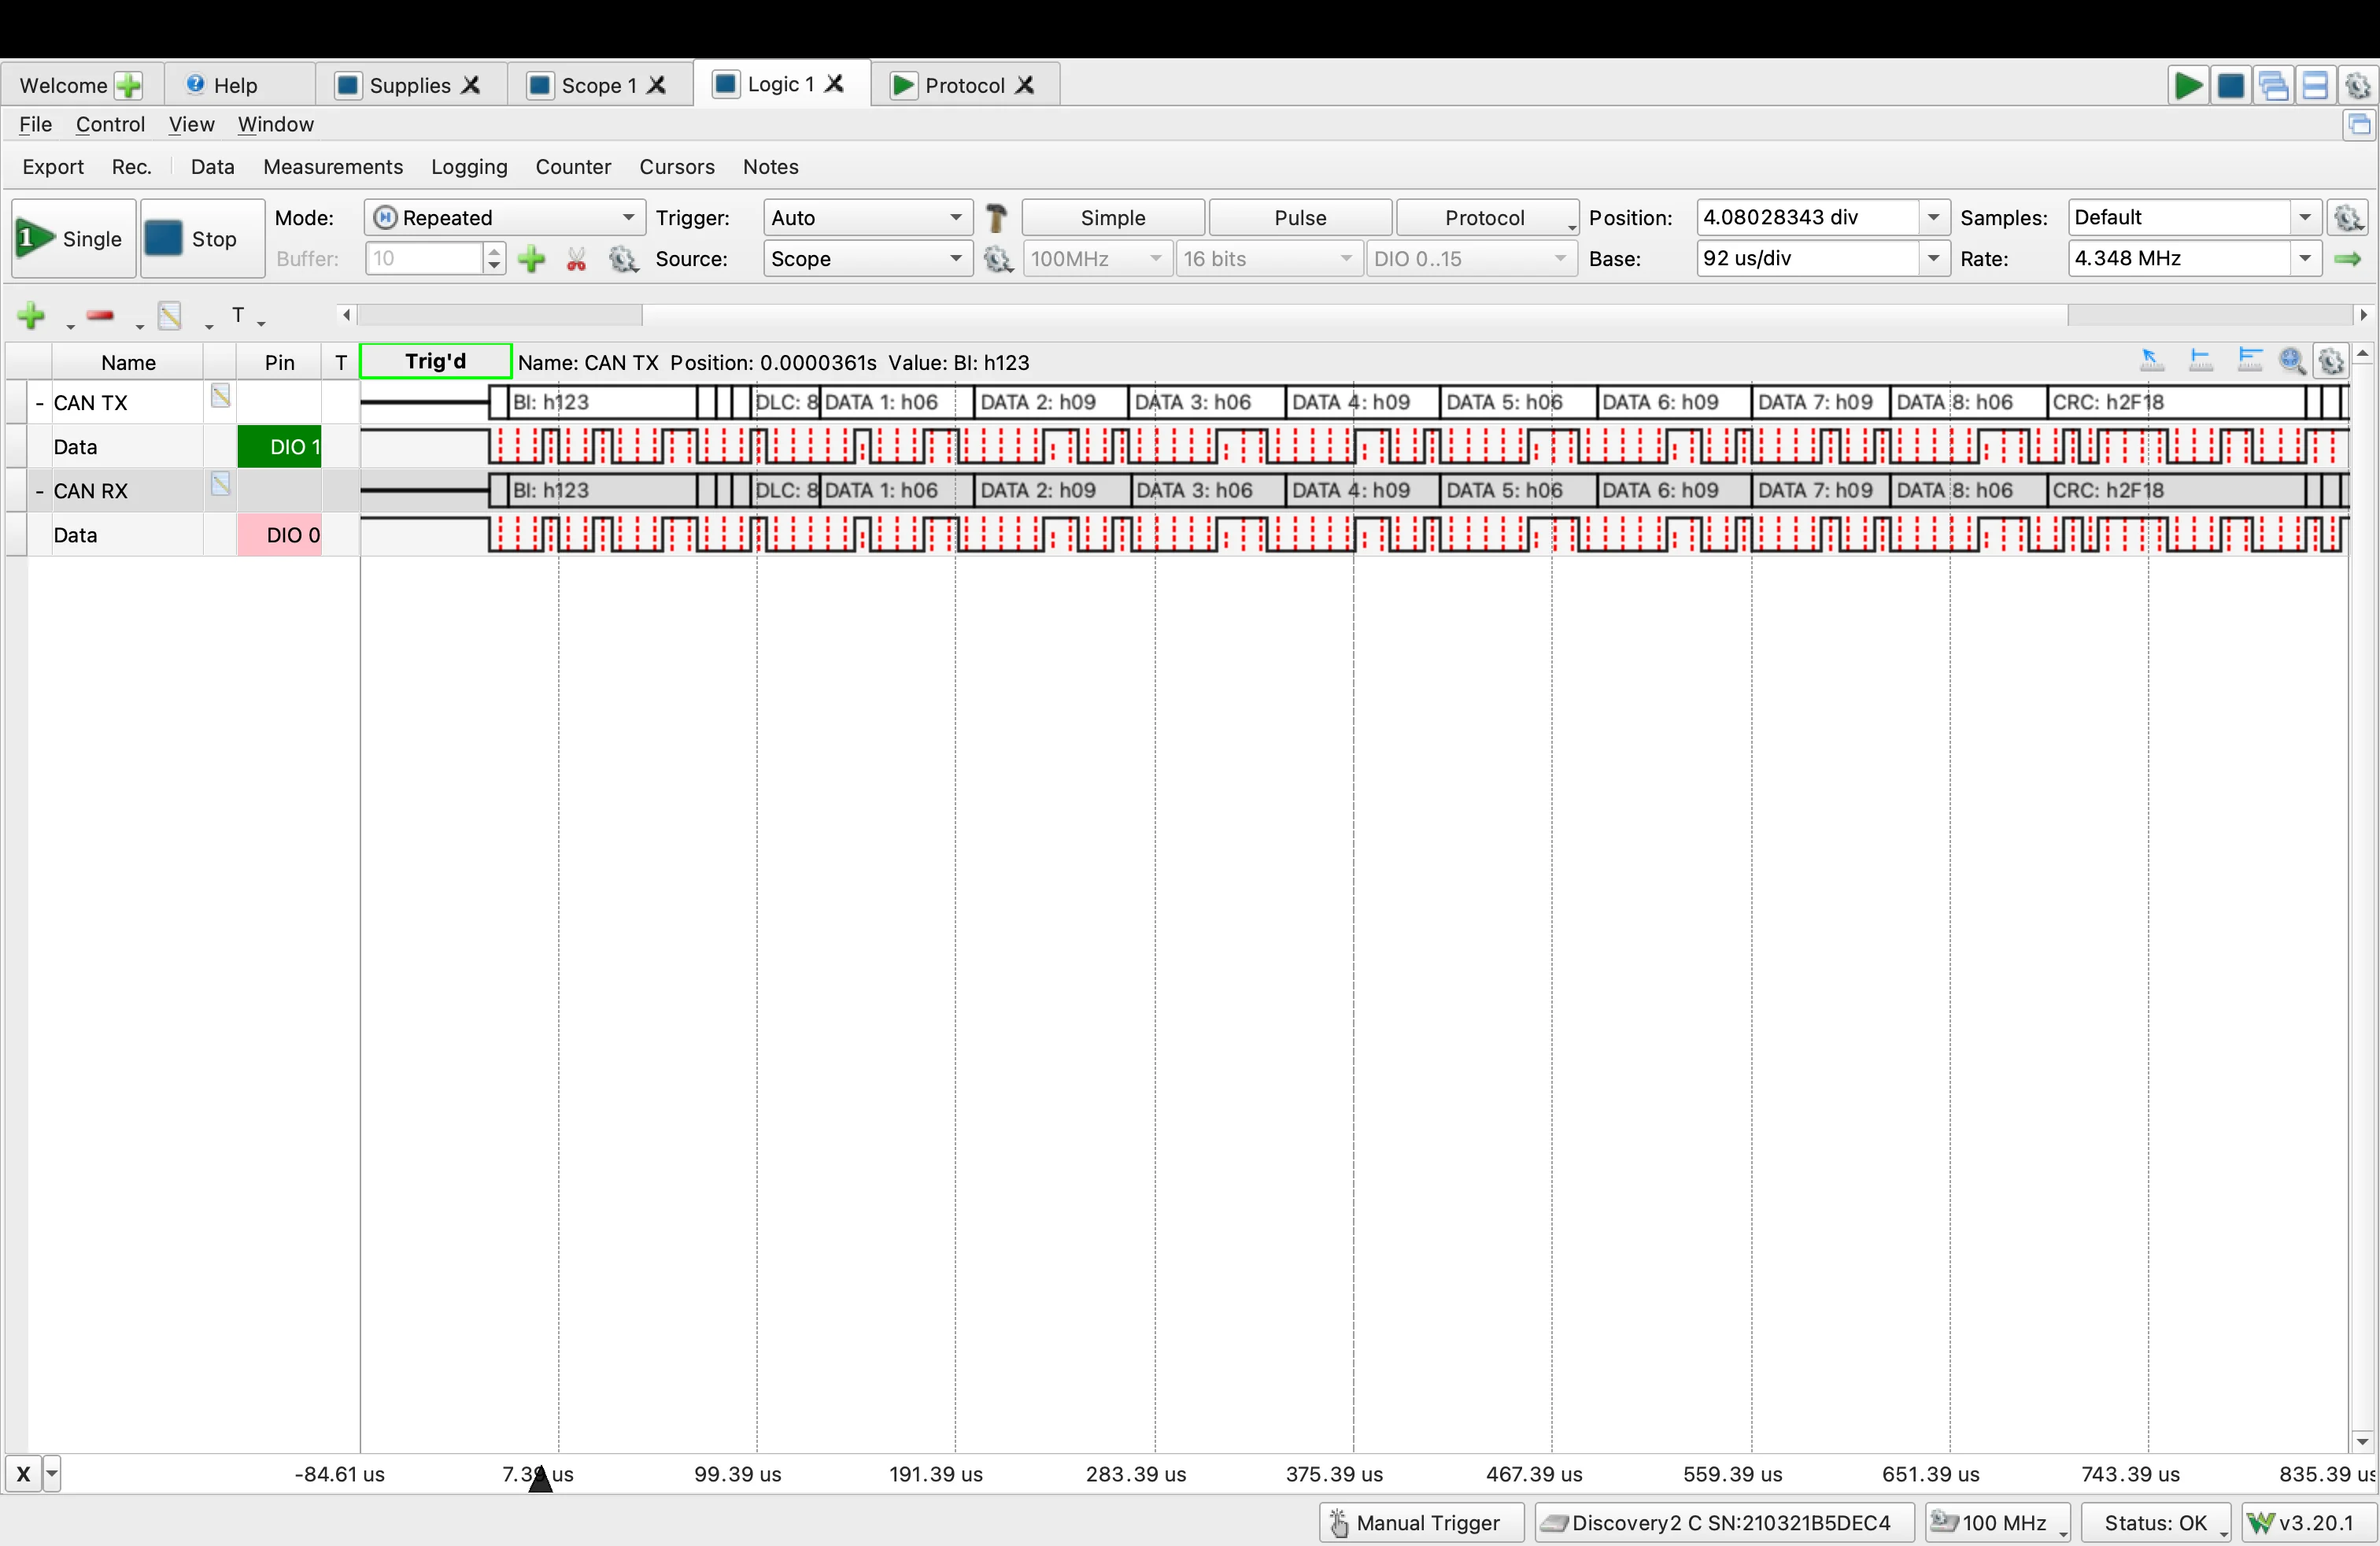 Welcome Help Supplies Scope 1 Logic 1 Protocol
File Control View Window
Export Rec. Data Measurements Logging Counter Cursors Notes
1 Single Stop Mode: Repeated Trigger: Auto Simple Pulse Protocol Position: 4.08028343 div Samples: Default
Buffer: 10 Source: Scope 100MHz 16 bits DIO 0..15 Base: 92 us/div Rate: 4.348 MHz
T
Name Pin T Trig'd Name: CAN TX Position: 0.0000361s Value: BI: h123
- CAN TX BI: h123 DLC: 8 DATA 1: h06 DATA 2: h09 DATA 3: h06 DATA 4: h09 DATA 5: h06 DATA 6: h09 DATA 7: h09 DATA 8: h06 CRC: h2F18
Data DIO 1
- CAN RX BI: h123 DLC: 8 DATA 1: h06 DATA 2: h09 DATA 3: h06 DATA 4: h09 DATA 5: h06 DATA 6: h09 DATA 7: h09 DATA 8: h06 CRC: h2F18
Data DIO 0
X -84.61 us 7.39 us 99.39 us 191.39 us 283.39 us 375.39 us 467.39 us 559.39 us 651.39 us 743.39 us 835.39 us
Manual Trigger Discovery2 C SN:210321B5DEC4 100 MHz Status: OK v3.20.1